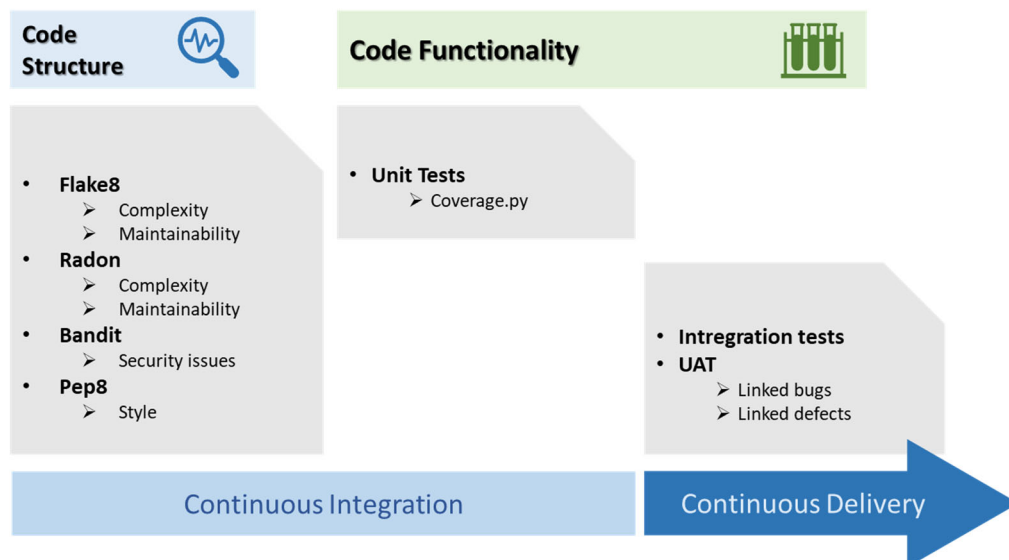 Code
Structure
Code Functionality
• Flake8
➢ Complexity
➢ Maintainability
• Radon
➢ Complexity
➢ Maintainability
• Bandit
➢ Security issues
• Pep8
➢ Style
• Unit Tests
➢ Coverage.py
• Intregration tests
• UAT
➢ Linked bugs
➢ Linked defects
Continuous Integration
Continuous Delivery